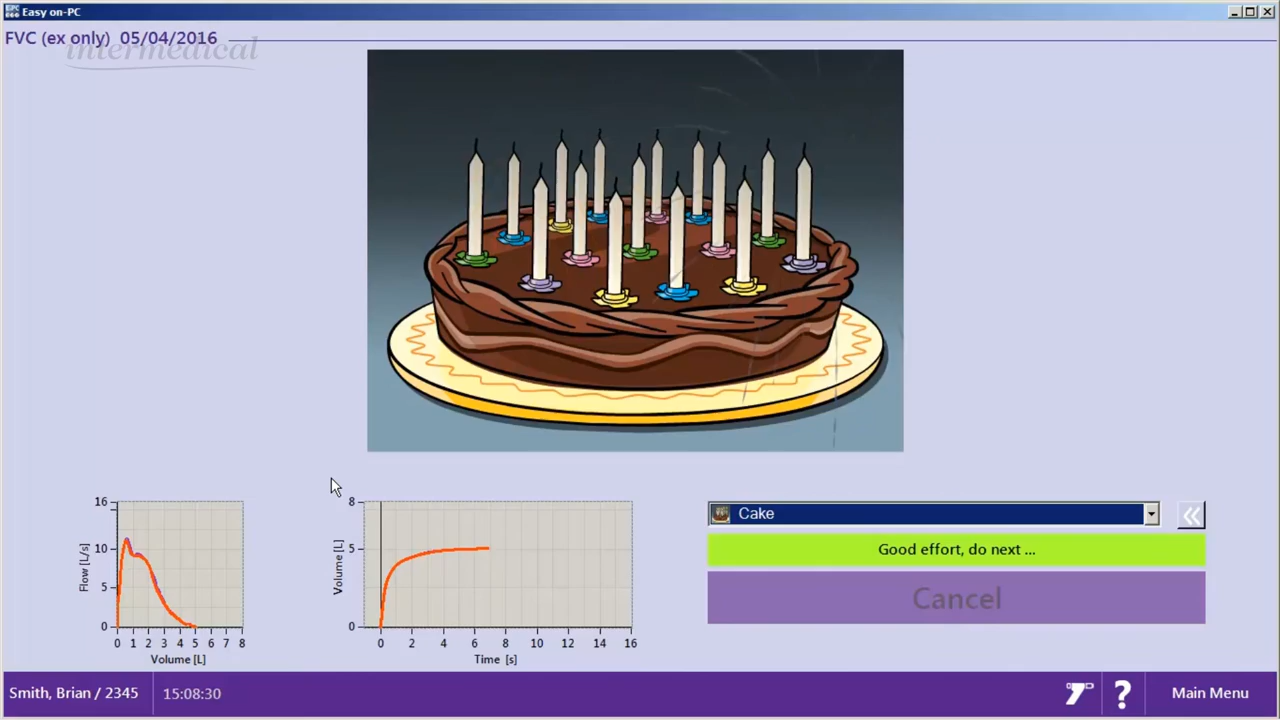 Easy on-PC
FVC (ex only) 05/04/2016
intermedical
16
10
5
0
Flow [L/s]
0 1 2 3 4 5 6 7 8
Volume [L]
8
5
0
Volume [L]
0 2 4 6 8 10 12 14 16
Time [s]
Cake
Good effort, do next ...
Cancel
Smith, Brian / 2345
15:08:30
?
Main Menu